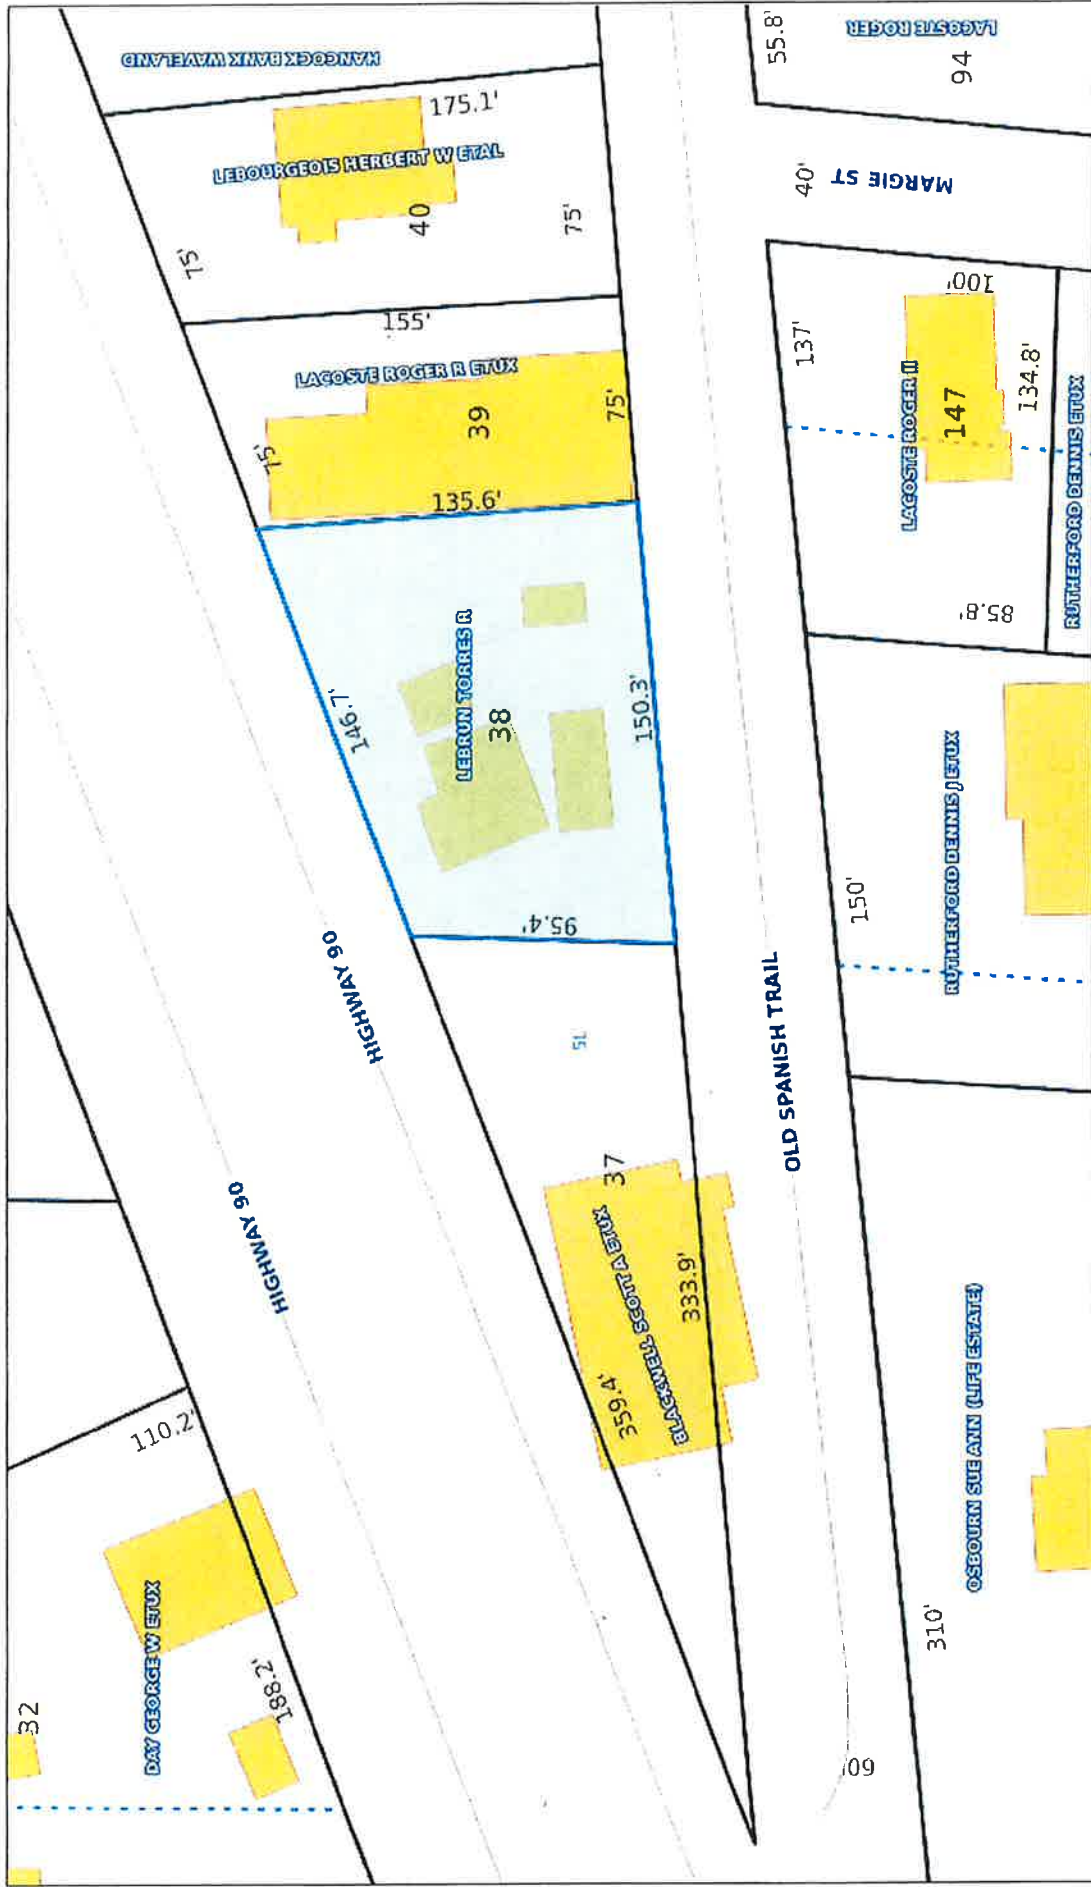 HANCOCK BANK WAVELAND
175.1'
LEBOURGEOIS HERBERT W ETAL
40
75'
75'
155'
LACOSTE ROGER R ETUX
39
75'
75'
135.6'
LEBRUN TORRES R
38
146.7'
150.3'
95.4'
HIGHWAY 90
HIGHWAY 90
OLD SPANISH TRAIL
37
BLACKWELL SCOTT A ETUX
333.9'
359.4'
110.2'
DAY GEORGE W ETUX
188.2'
32
60'
310'
OSBOURN SUE ANN (LIFE ESTATE)
150'
RUTHERFORD DENNIS J ETUX
85.8'
RUTHERFORD DENNIS ETUX
134.8'
147
LACOSTE ROGER II
100'
137'
MARGIE ST
40'
55.8'
94
LACOSTE ROGER